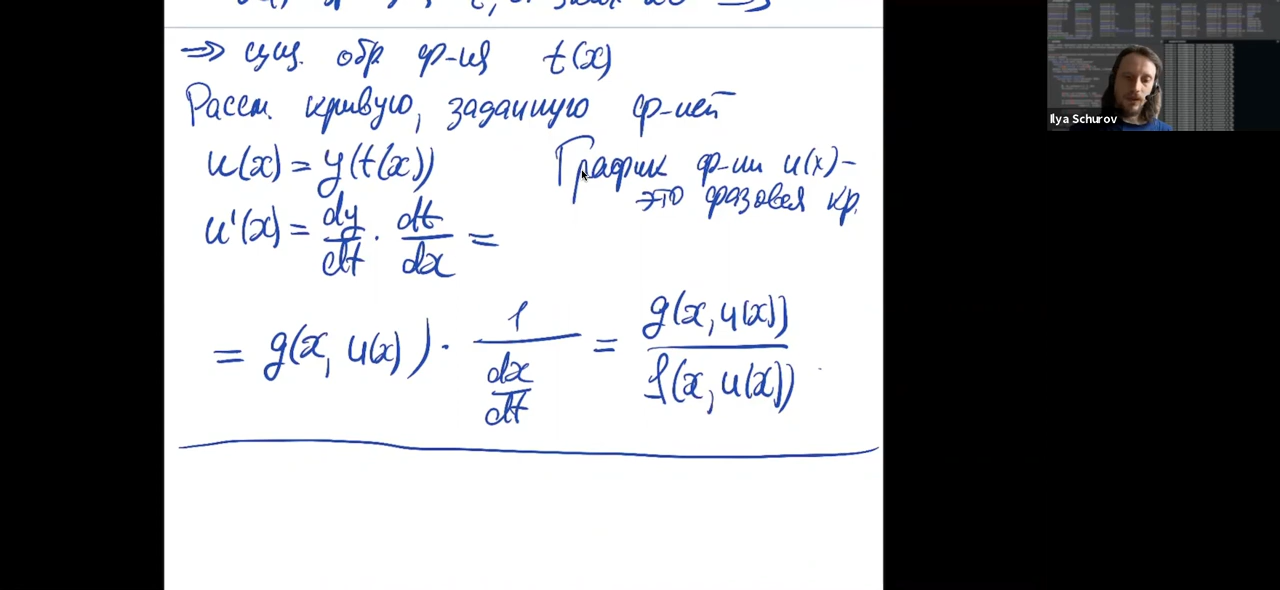 => сущ. обр ф-ия t(x)
Рассм. кривую, заданную ф-ией
u(x) = y(t(x))
График ф-ии u(x) -
это фазовая кр.
u'(x) = dy/dt · dt/dx =
= g(x, u(x)) · 1/(dx/dt) = g(x, u(x))/f(x, u(x))
Ilya Schurov